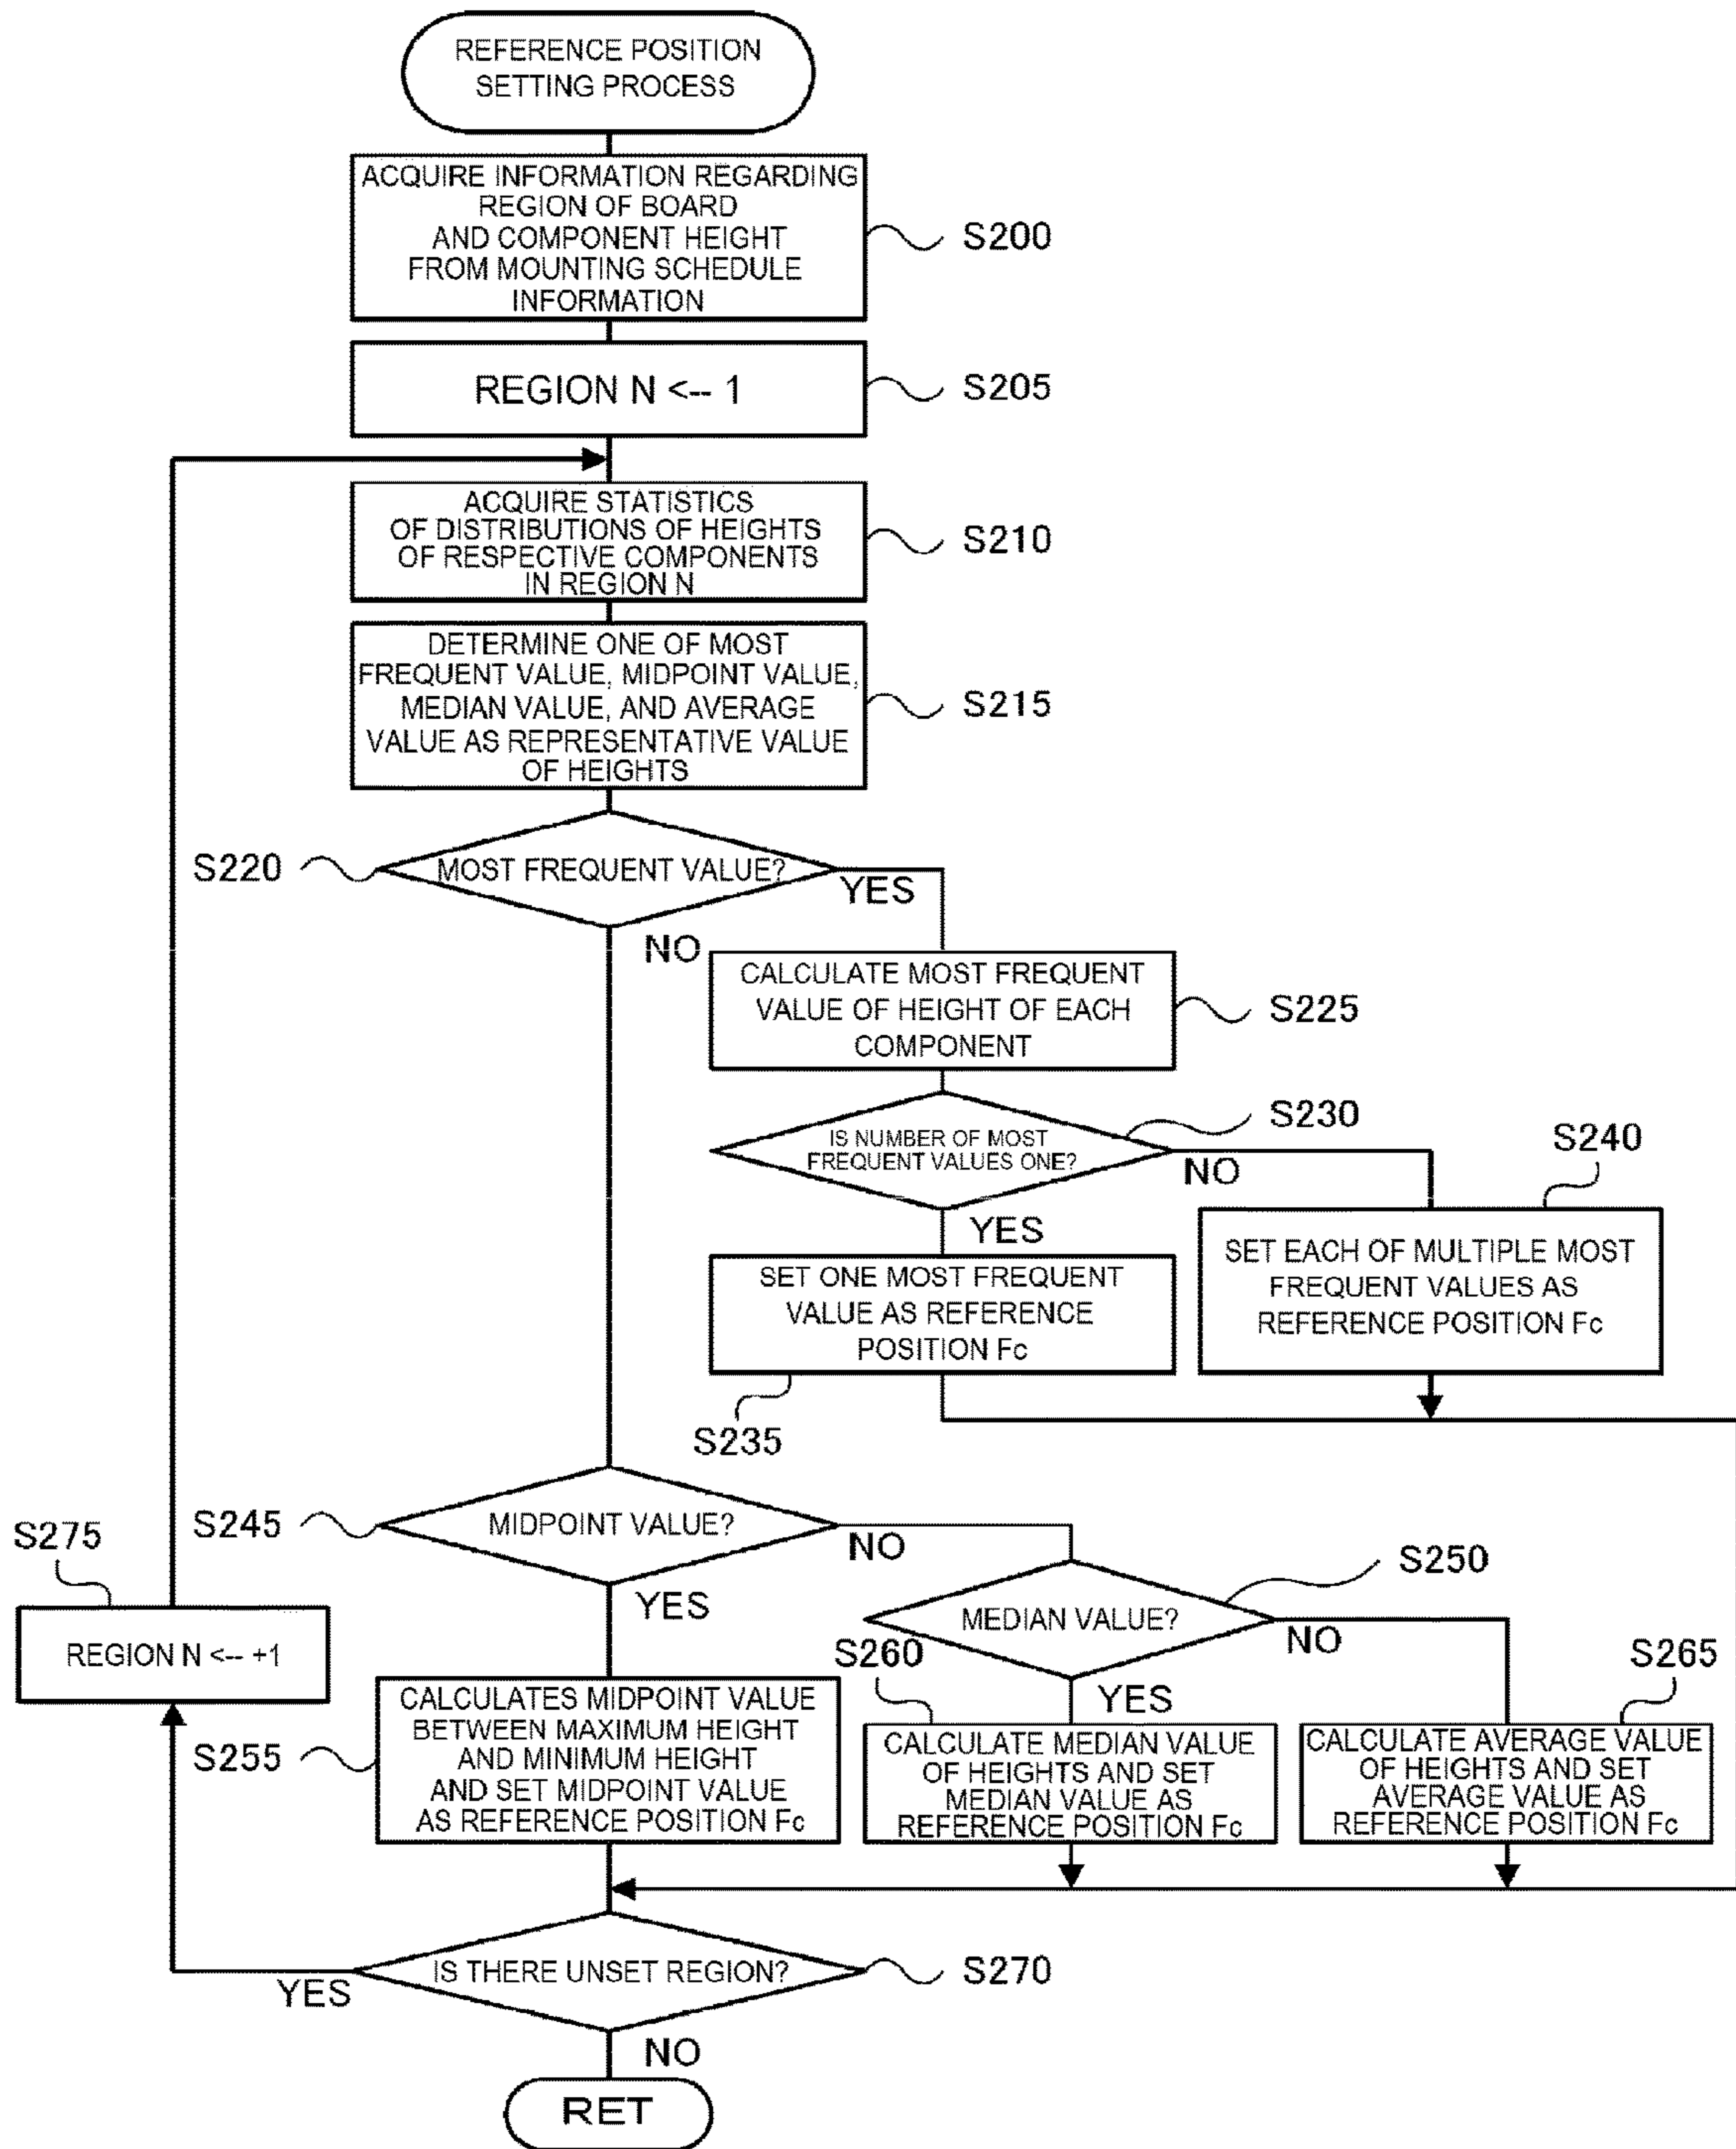 REFERENCE POSITION
SETTING PROCESS
ACQUIRE INFORMATION REGARDING
REGION OF BOARD
AND COMPONENT HEIGHT
FROM MOUNTING SCHEDULE
INFORMATION
S200
REGION N <-- 1
S205
ACQUIRE STATISTICS
OF DISTRIBUTIONS OF HEIGHTS
OF RESPECTIVE COMPONENTS
IN REGION N
S210
DETERMINE ONE OF MOST
FREQUENT VALUE, MIDPOINT VALUE,
MEDIAN VALUE, AND AVERAGE
VALUE AS REPRESENTATIVE VALUE
OF HEIGHTS
S215
S220
MOST FREQUENT VALUE?
YES
NO
CALCULATE MOST FREQUENT
VALUE OF HEIGHT OF EACH
COMPONENT
S225
IS NUMBER OF MOST
FREQUENT VALUES ONE?
S230
NO
YES
S240
SET EACH OF MULTIPLE MOST
FREQUENT VALUES AS
REFERENCE POSITION Fc
SET ONE MOST FREQUENT
VALUE AS REFERENCE
POSITION Fc
S235
S245
MIDPOINT VALUE?
NO
YES
S275
REGION N <-- +1
MEDIAN VALUE?
S250
NO
YES
S255
CALCULATES MIDPOINT VALUE
BETWEEN MAXIMUM HEIGHT
AND MINIMUM HEIGHT
AND SET MIDPOINT VALUE
AS REFERENCE POSITION Fc
S260
CALCULATE MEDIAN VALUE
OF HEIGHTS AND SET
MEDIAN VALUE AS
REFERENCE POSITION Fc
S265
CALCULATE AVERAGE VALUE
OF HEIGHTS AND SET
AVERAGE VALUE AS
REFERENCE POSITION Fc
IS THERE UNSET REGION?
S270
YES
NO
RET